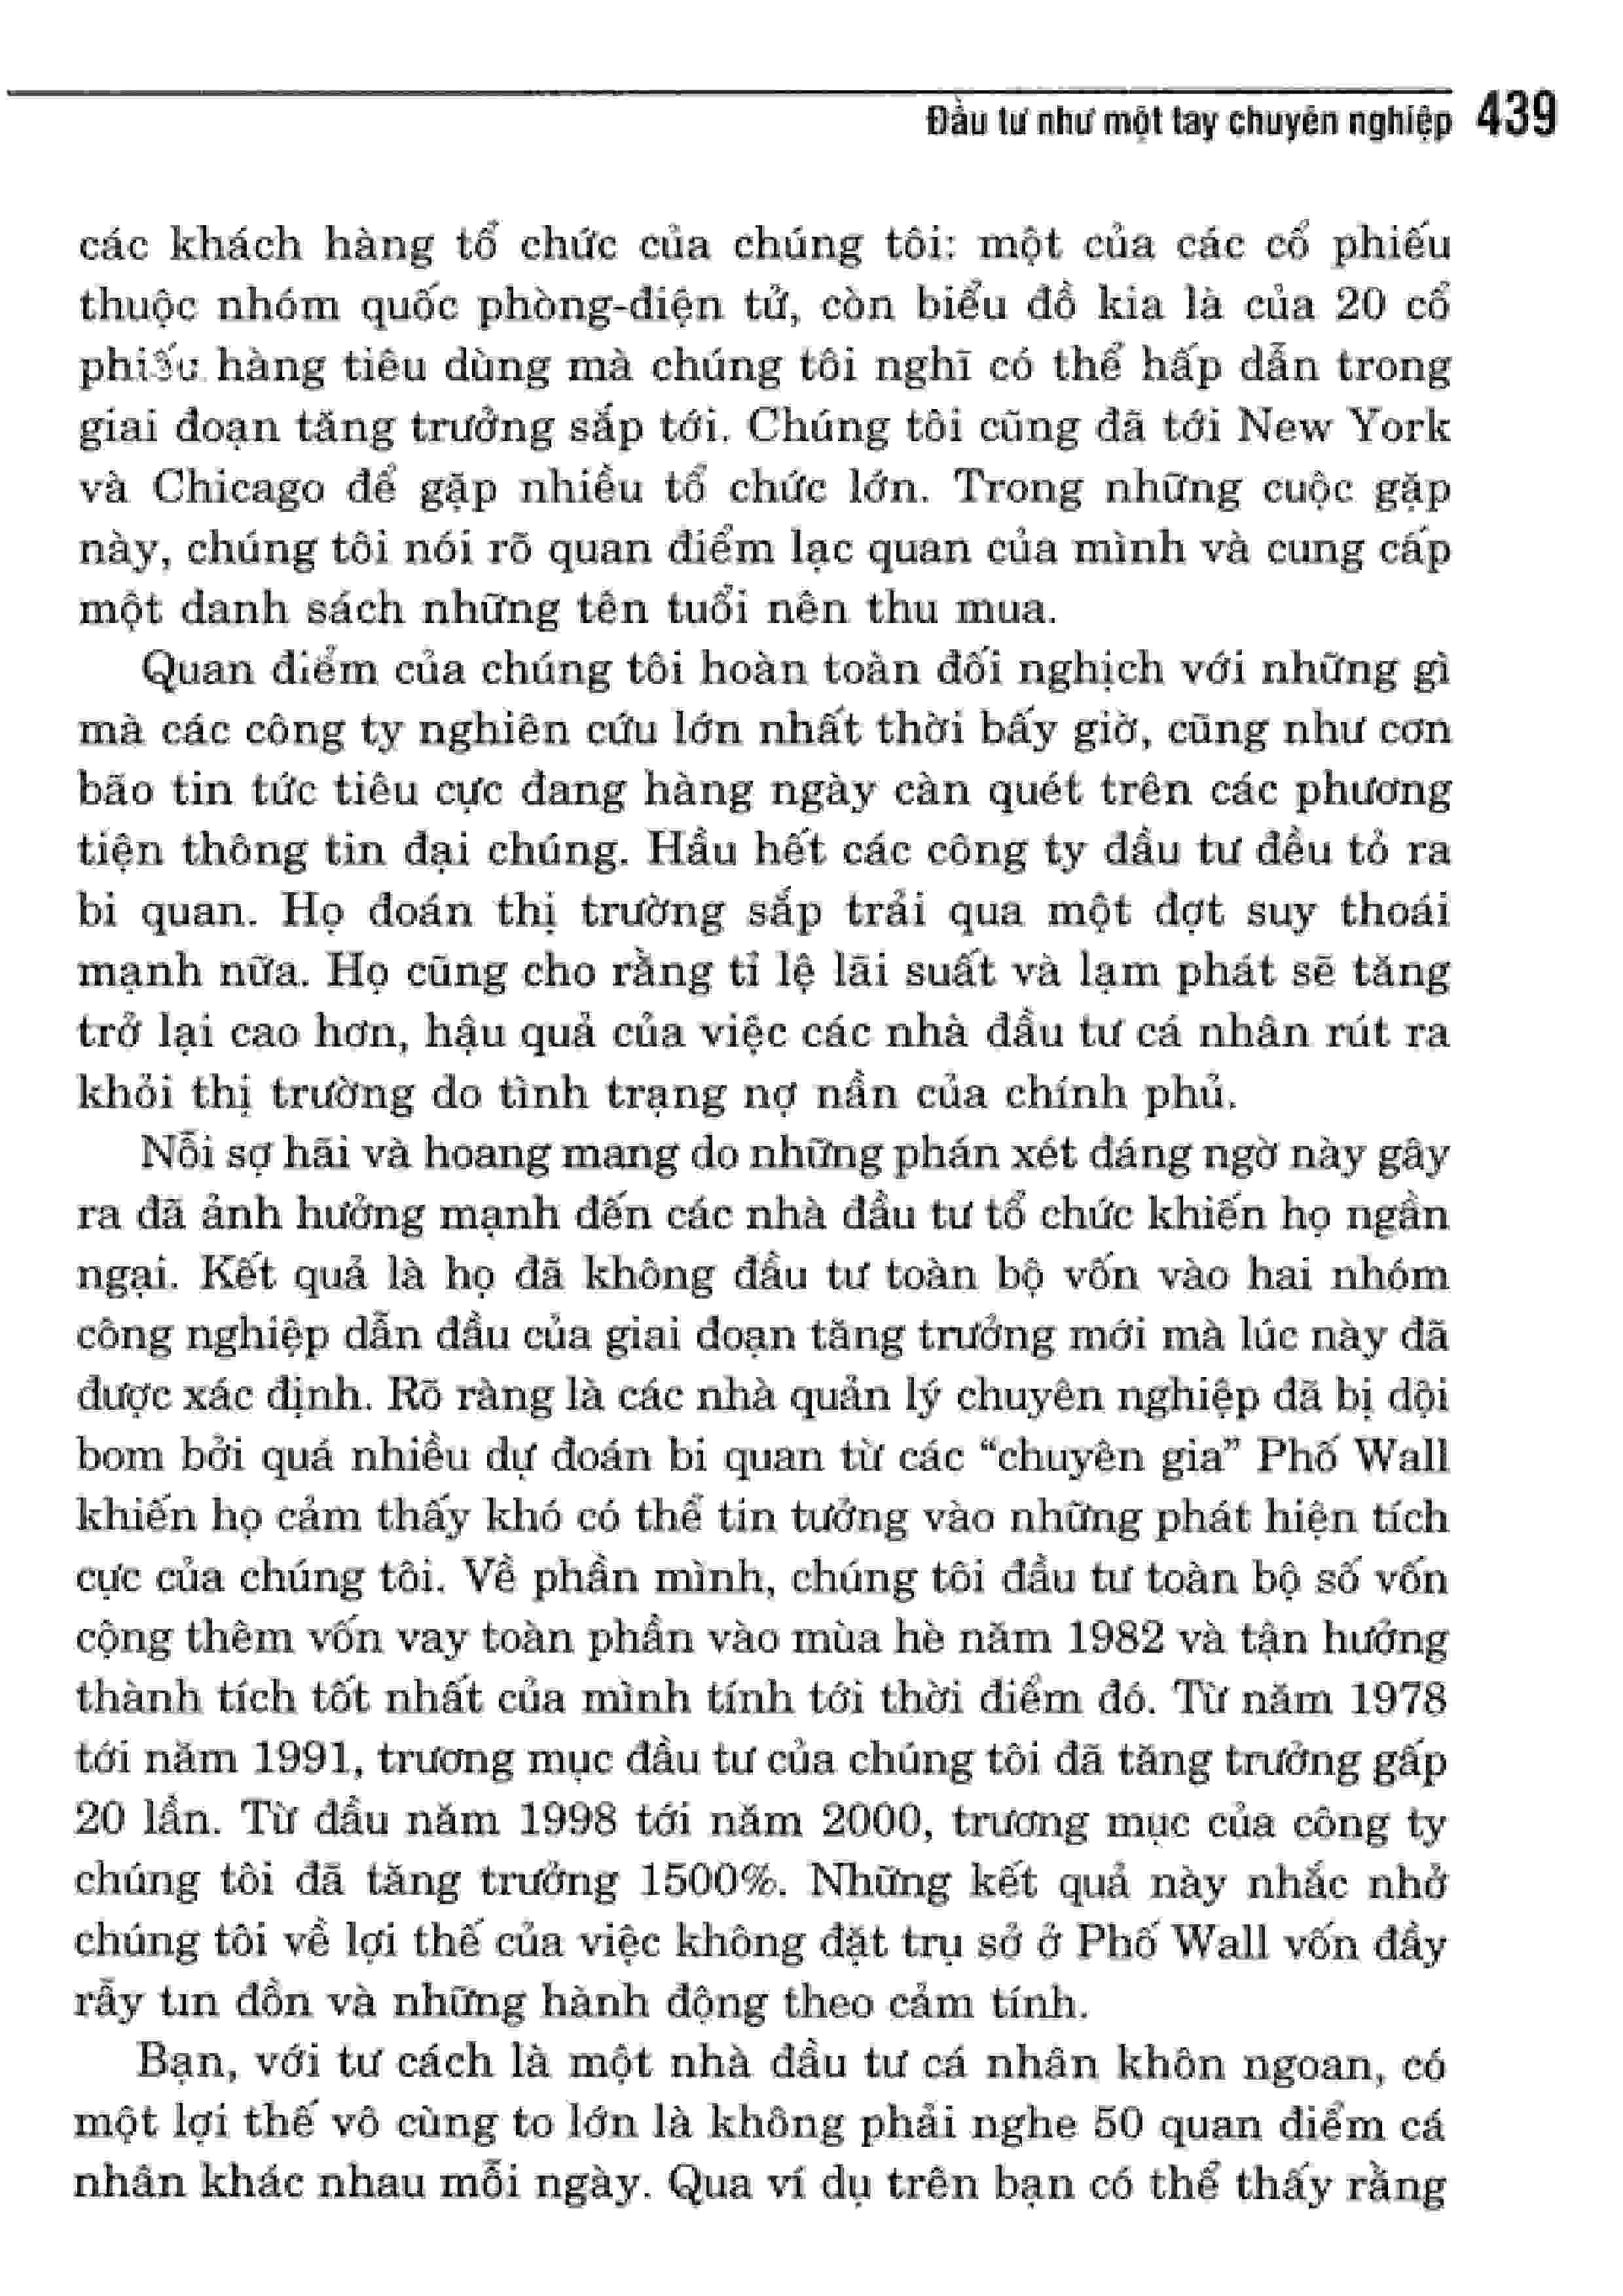 Đầu tư như một tay chuyên nghiệp 439
các khách hàng tổ chức của chúng tôi: một của các cổ phiếu
thuộc nhóm quốc phòng-điện tử, còn biểu đồ kia là của 20 cổ
phiếu hàng tiêu dùng mà chúng tôi nghĩ có thể hấp dẫn trong
giai đoạn tăng trưởng sắp tới. Chúng tôi cũng đã tới New York
và Chicago để gặp nhiều tổ chức lớn. Trong những cuộc gặp
này, chúng tôi nói rõ quan điểm lạc quan của mình và cung cấp
một danh sách những tên tuổi nên thu mua.
Quan điểm của chúng tôi hoàn toàn đối nghịch với những gì
mà các công ty nghiên cứu lớn nhất thời bấy giờ, cũng như cơn
bão tin tức tiêu cực đang hàng ngày càn quét trên các phương
tiện thông tin đại chúng. Hầu hết các công ty đầu tư đều tỏ ra
bi quan. Họ đoán thị trường sắp trải qua một đợt suy thoái
mạnh nữa. Họ cũng cho rằng tỉ lệ lãi suất và lạm phát sẽ tăng
trở lại cao hơn, hậu quả của việc các nhà đầu tư cá nhân rút ra
khỏi thị trường do tình trạng nợ nần của chính phủ.
Nỗi sợ hãi và hoang mang do những phán xét đáng ngờ này gây
ra đã ảnh hưởng mạnh đến các nhà đầu tư tổ chức khiến họ ngần
ngại. Kết quả là họ đã không đầu tư toàn bộ vốn vào hai nhóm
công nghiệp dẫn đầu của giai đoạn tăng trưởng mới mà lúc này đã
được xác định. Rõ ràng là các nhà quản lý chuyên nghiệp đã bị dội
bom bởi quá nhiều dự đoán bi quan từ các “chuyên gia” Phố Wall
khiến họ cảm thấy khó có thể tin tưởng vào những phát hiện tích
cực của chúng tôi. Về phần mình, chúng tôi đầu tư toàn bộ số vốn
cộng thêm vốn vay toàn phần vào mùa hè năm 1982 và tận hưởng
thành tích tốt nhất của mình tính tới thời điểm đó. Từ năm 1978
tới năm 1991, trương mục đầu tư của chúng tôi đã tăng trưởng gấp
20 lần. Từ đầu năm 1998 tới năm 2000, trương mục của công ty
chúng tôi đã tăng trưởng 1500%. Những kết quả này nhắc nhở
chúng tôi về lợi thế của việc không đặt trụ sở ở Phố Wall vốn đầy
rẫy tin đồn và những hành động theo cảm tính.
Bạn, với tư cách là một nhà đầu tư cá nhân khôn ngoan, có
một lợi thế vô cùng to lớn là không phải nghe 50 quan điểm cá
nhân khác nhau mỗi ngày. Qua ví dụ trên bạn có thể thấy rằng